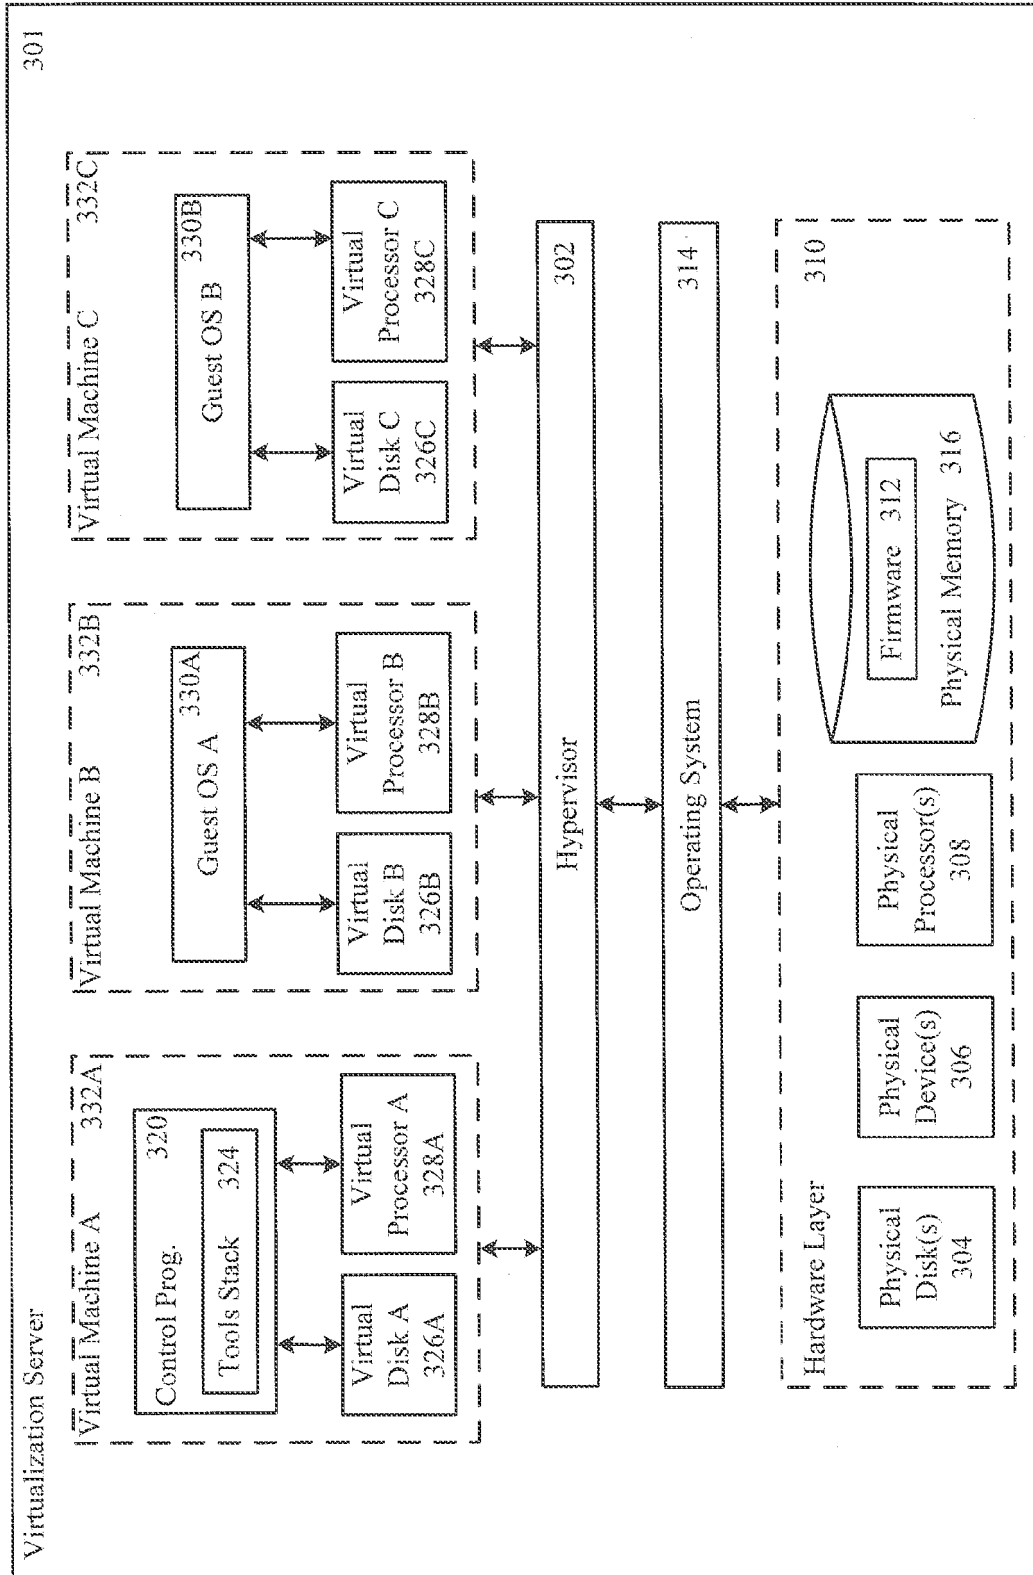 Virtualization Server
301
Virtual Machine A
332A
Control Prog.
320
Tools Stack
324
Virtual
Disk A
326A
Virtual
Processor A
328A
Virtual Machine B
332B
Guest OS A
330A
Virtual
Disk B
326B
Virtual
Processor B
328B
Virtual Machine C
332C
Guest OS B
330B
Virtual
Disk C
326C
Virtual
Processor C
328C
Hypervisor
302
Operating System
314
Hardware Layer
310
Physical
Disk(s)
304
Physical
Device(s)
306
Physical
Processor(s)
308
Firmware 312
Physical Memory 316